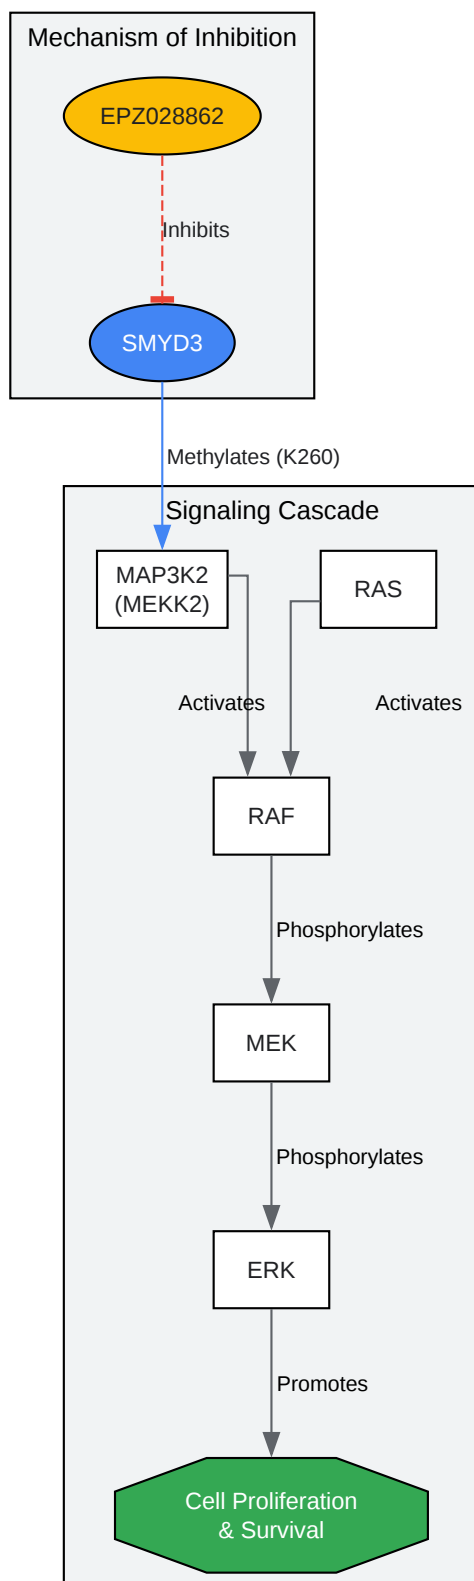 Mechanism of Inhibition
EPZ028862
Inhibits
SMYD3
Methylates (K260)
Signaling Cascade
MAP3K2
(MEKK2)
RAS
Activates
Activates
RAF
Phosphorylates
MEK
Phosphorylates
ERK
Promotes
Cell Proliferation
& Survival